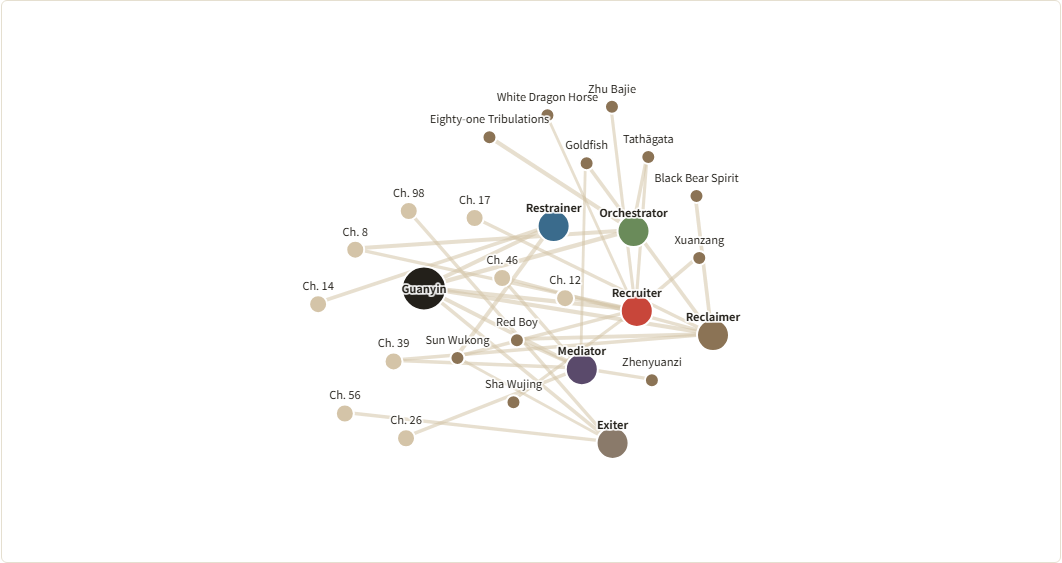 Zhu Bajie
White Dragon Horse
Eighty-one Tribulations
Tathāgata
Goldfish
Black Bear Spirit
Ch. 98
Ch. 17
Restrainer
Orchestrator
Ch. 8
Xuanzang
Ch. 46
Ch. 12
Ch. 14
Guanyin
Recruiter
Red Boy
Reclaimer
Sun Wukong
Ch. 39
Mediator
Zhenyuanzi
Sha Wujing
Ch. 56
Ch. 26
Exiter